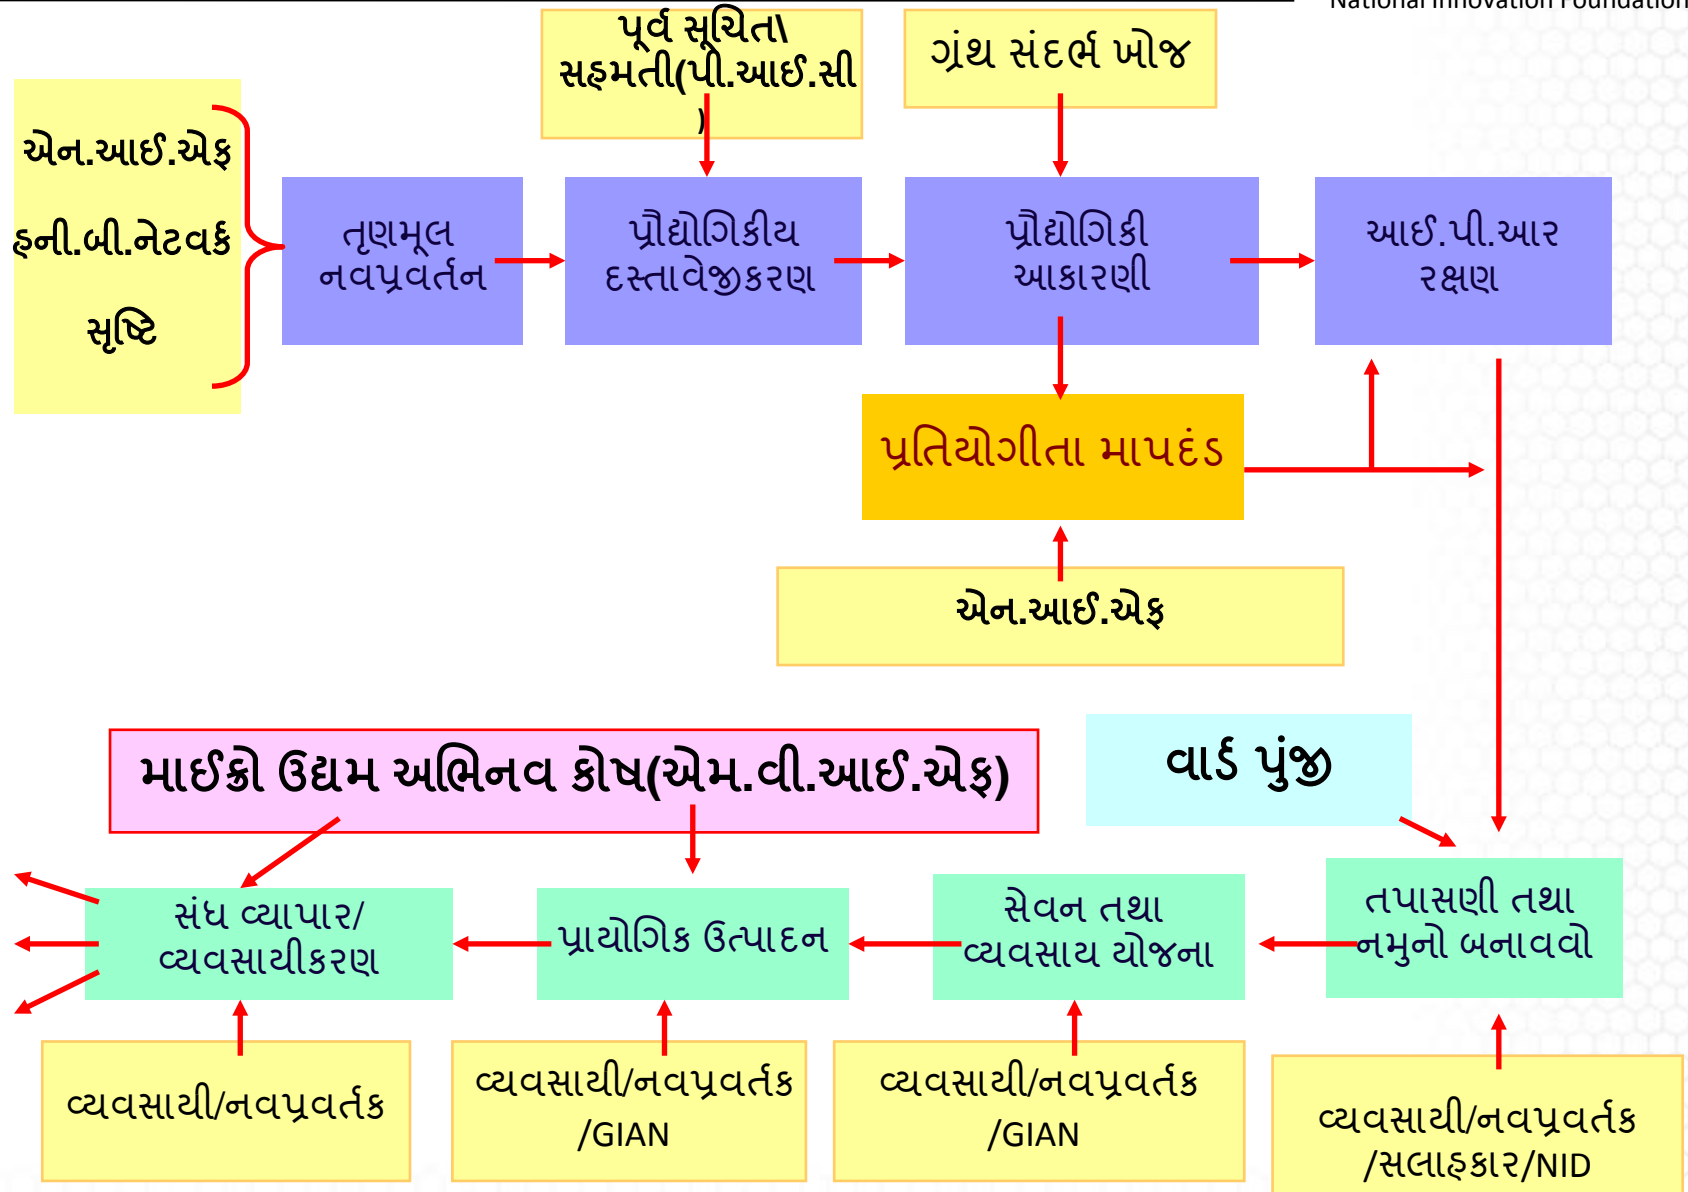 National Innovation Foundation
પૂર્વ સૂચિત\
સહમતી(પી.આઈ.સી
)
ગ્રંથ સંદર્ભ ખોજ
એન.આઈ.એફ
હની.બી.નેટવર્ક
સૃષ્ટિ
તૃણમૂલ
નવપ્રવર્તન
પ્રૌદ્યોગિકીય
દસ્તાવેજીકરણ
પ્રૌદ્યોગિકી
આકારણી
આઈ.પી.આર
રક્ષણ
પ્રતિયોગીતા માપદંડ
એન.આઈ.એફ
માઈક્રો ઉદ્યમ અભિનવ કોષ(એમ.વી.આઈ.એફ)
વાર્ડ પુંજી
સંધ વ્યાપાર/
વ્યવસાયીકરણ
પ્રાયોગિક ઉત્પાદન
સેવન તથા
વ્યવસાય યોજના
તપાસણી તથા
નમુનો બનાવવો
વ્યવસાયી/નવપ્રવર્તક
વ્યવસાયી/નવપ્રવર્તક
/GIAN
વ્યવસાયી/નવપ્રવર્તક
/GIAN
વ્યવસાયી/નવપ્રવર્તક
/સલાહકાર/NID